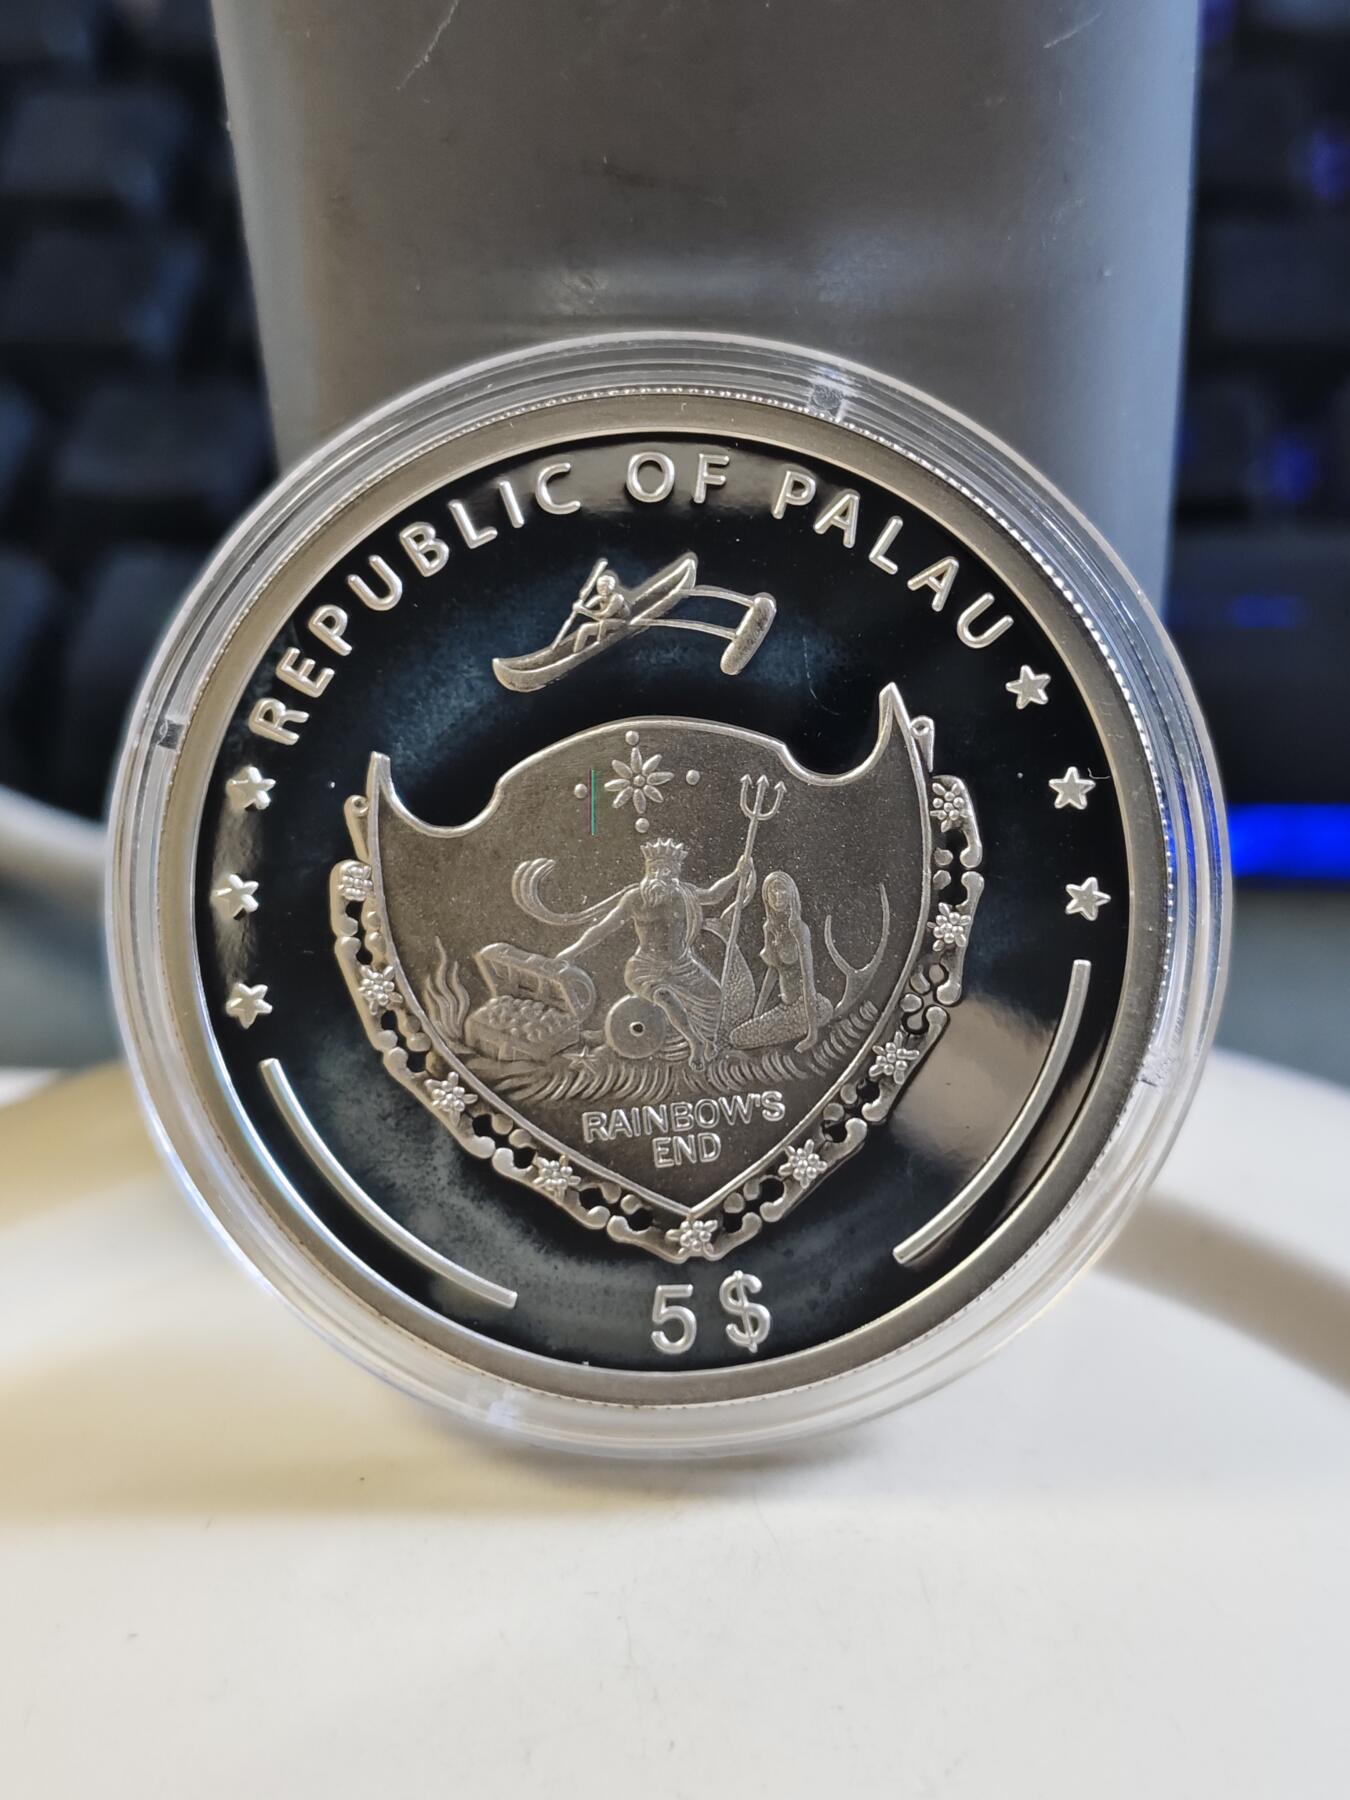 REPUBLIC OF PALAU
RAINBOW'S
END
5$